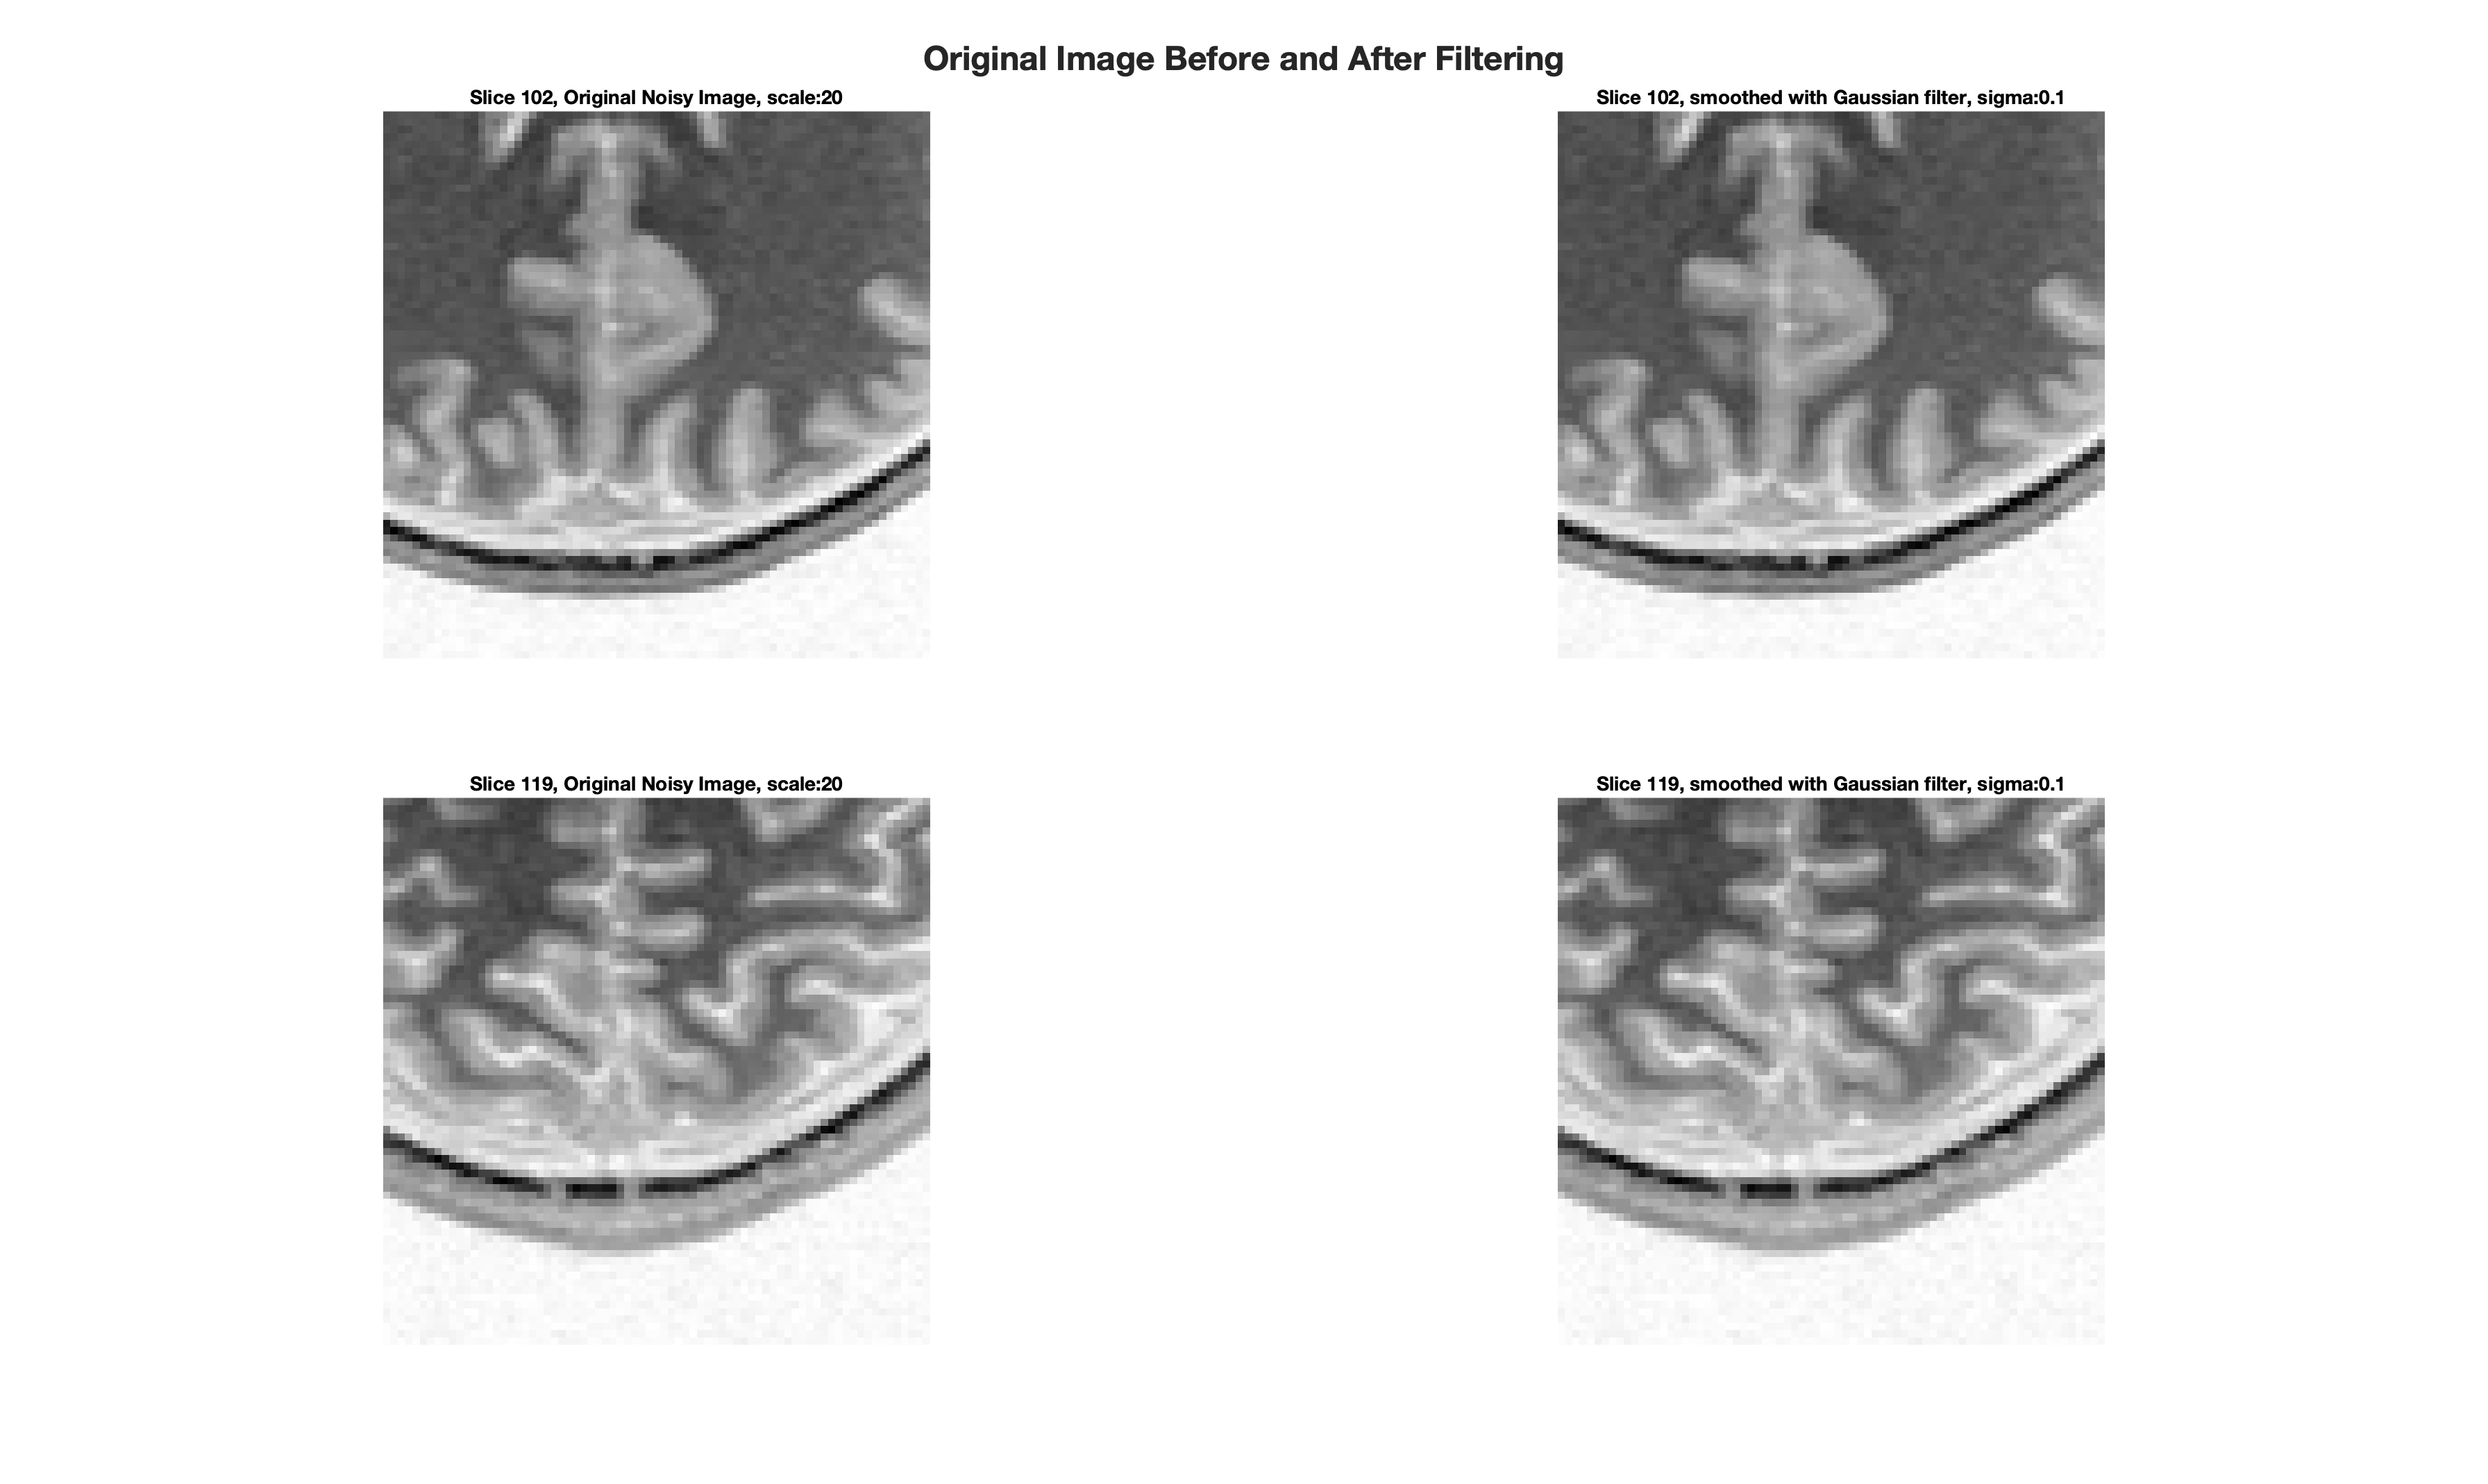 Original Image Before and After Filtering
Slice 102, Original Noisy Image, scale:20
Slice 102, smoothed with Gaussian filter, sigma:0.1
Slice 119, Original Noisy Image, scale:20
Slice 119, smoothed with Gaussian filter, sigma:0.1